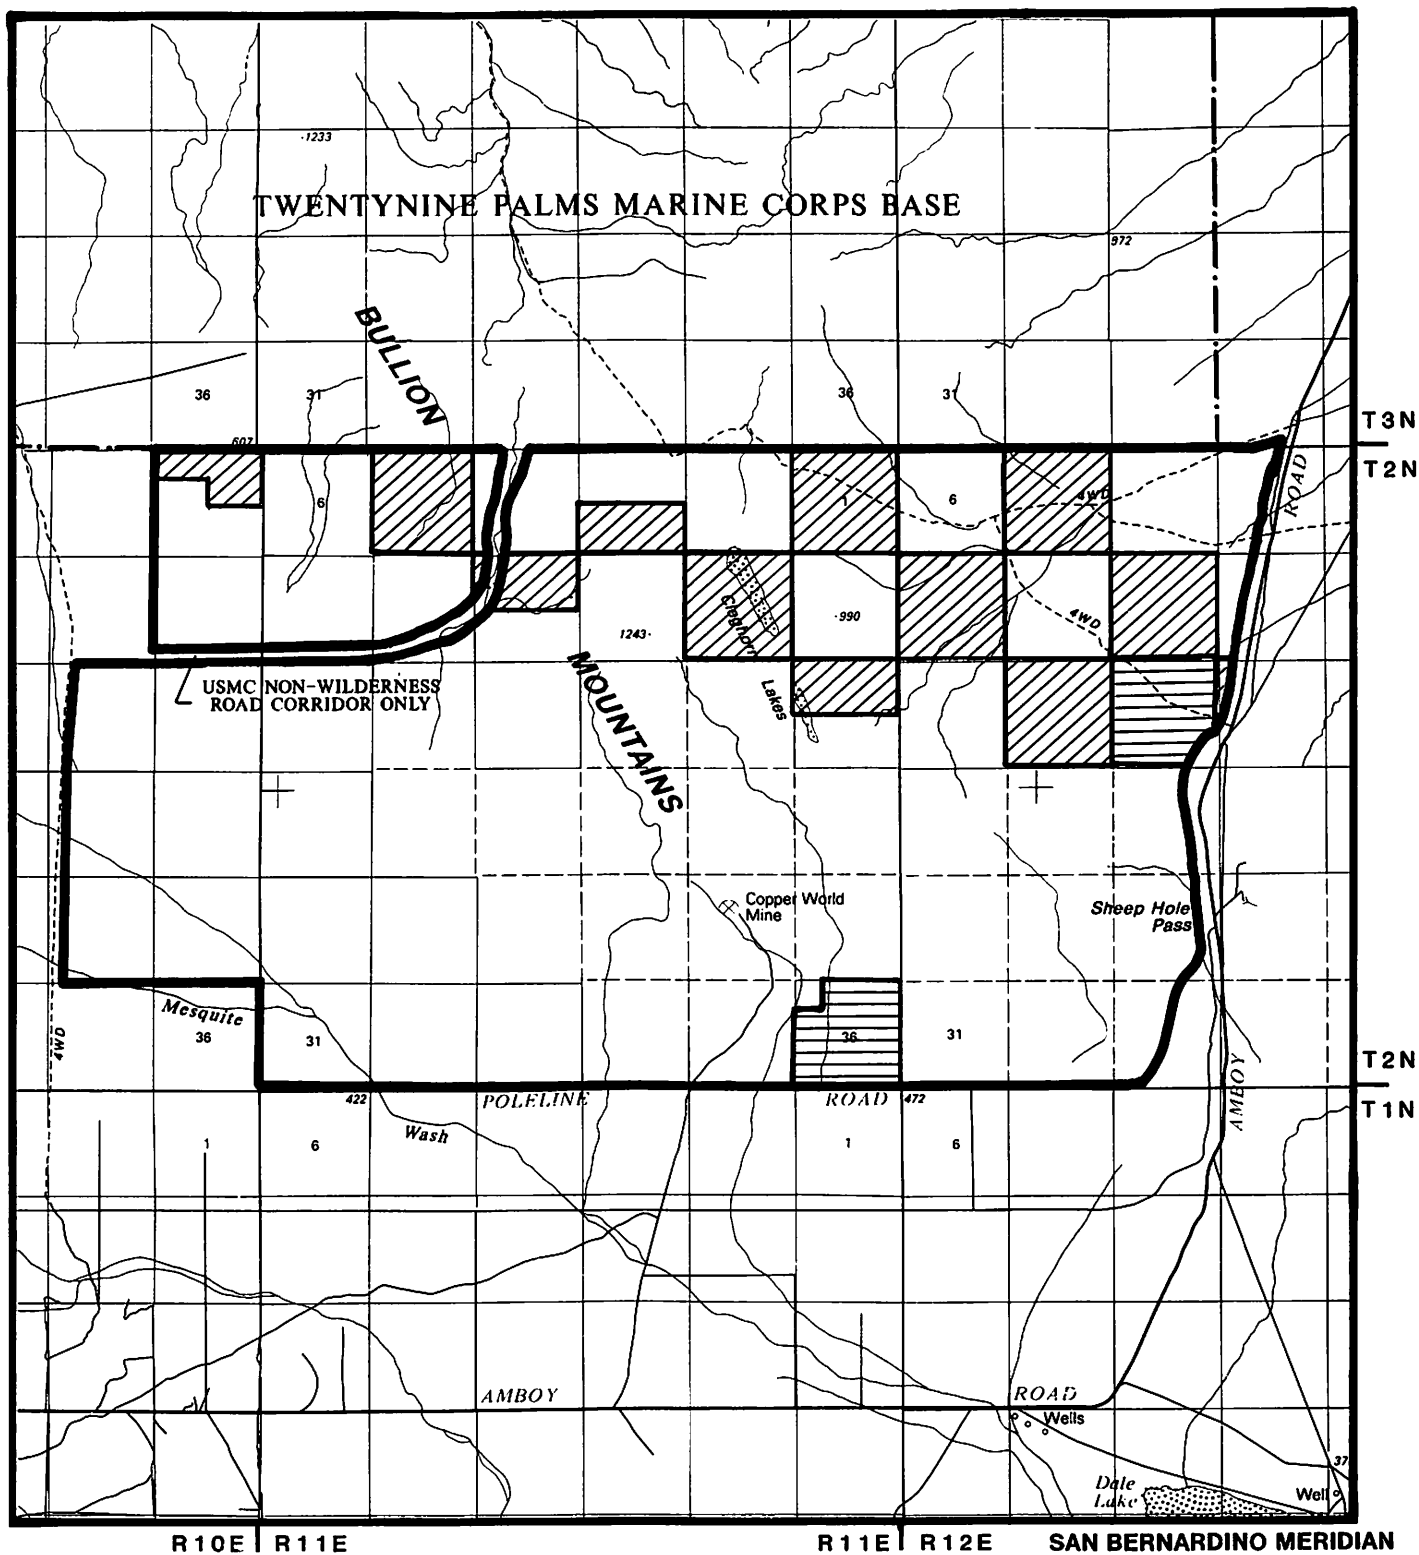 1233
TWENTYNINE PALMS MARINE CORPS BASE
972
BULLION
36
31
36
31
T3N
607
T2N
6
1
6
4WD
ROAD
Cleghorn
990
4WD
1243
MOUNTAINS
USMC NON-WILDERNESS
ROAD CORRIDOR ONLY
Lakes
Copper World
Mine
Sheep Hole
Pass
Mesquite
36
31
36
31
4WD
T2N
422
POLELINE
ROAD
472
AMBOY
T1N
Wash
1
6
1
6
AMBOY
ROAD
Wells
37
Dale
Lake
Well
R10E
R11E
R11E
R12E
SAN BERNARDINO MERIDIAN